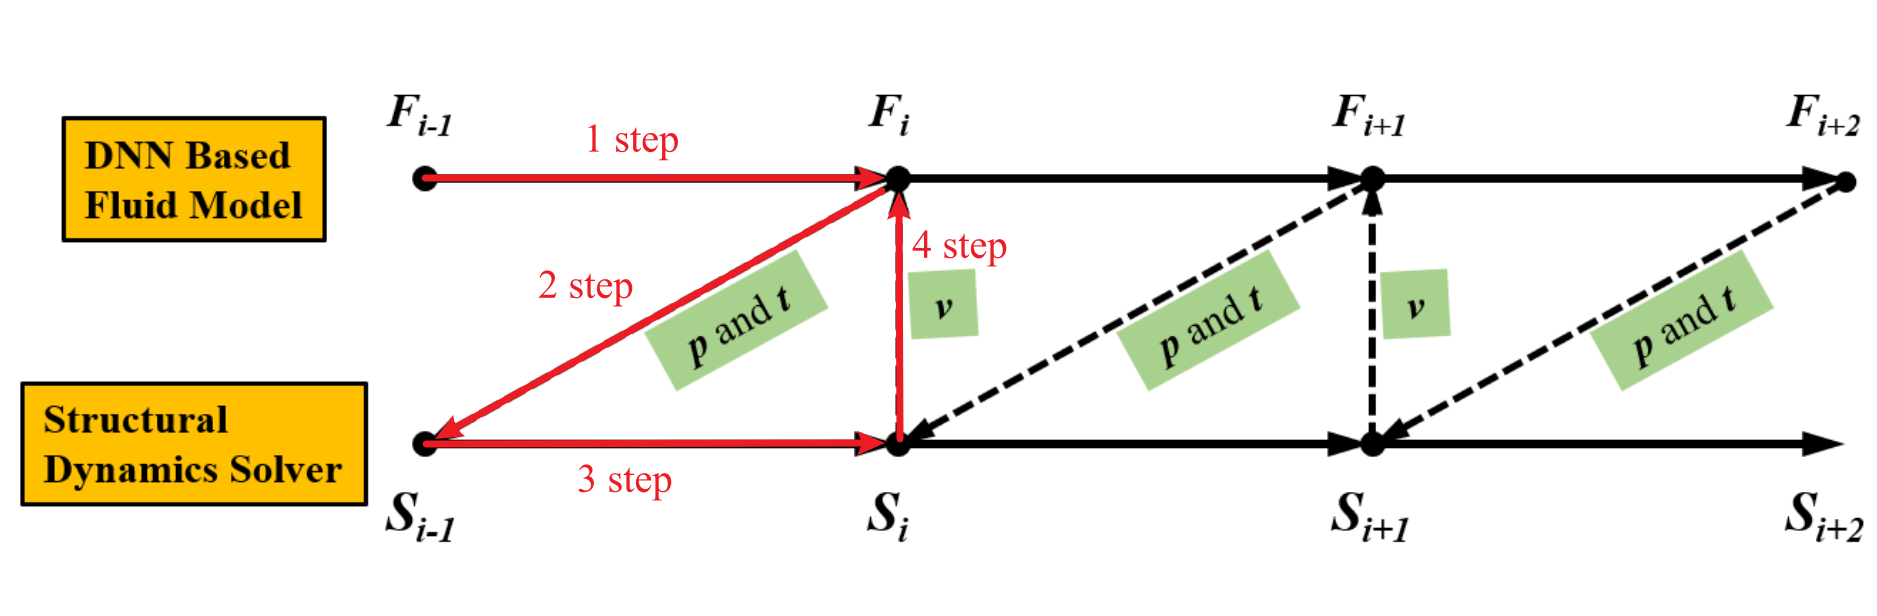 F_{i-1}
F_i
F_{i+1}
F_{i+2}
DNN Based
Fluid Model
1 step
2 step
p and t
4 step
v
p and t
v
p and t
Structural
Dynamics Solver
3 step
S_{i-1}
S_i
S_{i+1}
S_{i+2}